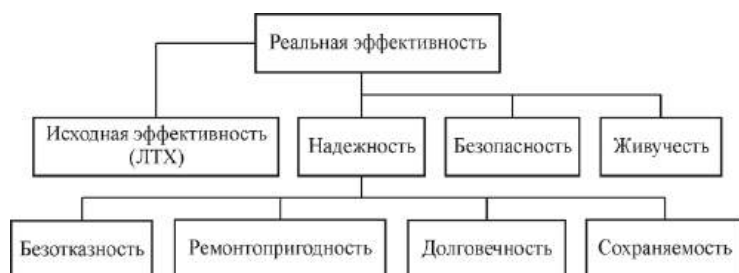 Реальная эффективность
Исходная эффективность
(ЛТХ)
Надежность
Безопасность
Живучесть
Безотказность
Ремонтопригодность
Долговечность
Сохраняемость